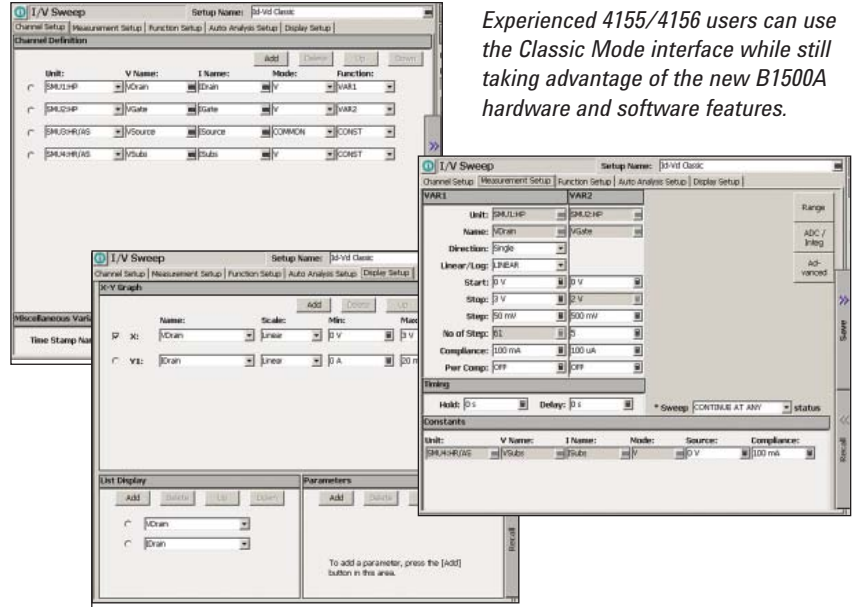 I/V Sweep Setup Name: Id-Vd Classic
Channel Setup Measurement Setup Function Setup Auto Analysis Setup Display Setup
Channel Definition
Add Delete Up Down
Unit: V Name: I Name: Mode: Function:
SMU1:HP VDrain IDrain V VAR1
SMU2:HP VGate IGate V VAR2
SMU3:HR/AS VSource ISource COMMON CONST
SMU4:HR/AS VSubs ISubs V CONST
Miscellaneous Varia
Time Stamp Na
Experienced 4155/4156 users can use
the Classic Mode interface while still
taking advantage of the new B1500A
hardware and software features.
I/V Sweep Setup Name: Id-Vd Classic
Channel Setup Measurement Setup Function Setup Auto Analysis Setup Display Setup
VAR1 VAR2
Unit: SMU1:HP SMU2:HP
Name: VDrain VGate
Direction: Single
Linear/Log: LINEAR
Start: 0 V 0 V
Stop: 3 V 2 V
Step: 50 mV 500 mV
No of Step: 61 5
Compliance: 100 mA 100 uA
Pwr Comp: OFF OFF
Range
ADC /
Integ
Ad-
vanced
Save
Recall
Timing
Hold: 0 s Delay: 0 s * Sweep CONTINUE AT ANY status
Constants
Unit: V Name: I Name: Mode: Source: Compliance:
SMU4:HR/AS VSubs ISubs V 0 V 100 mA
I/V Sweep Setup Name: Id-Vd Classic
Channel Setup Measurement Setup Function Setup Auto Analysis Setup Display Setup
X-Y Graph
Add Delete Up
Name: Scale: Min: Max
X: VDrain Linear 0 V 3 V
Y1: IDrain Linear 0 A 20 m
List Display Parameters
Add Delete Up Down Add Delete
VDrain
IDrain
To add a parameter, press the [Add]
button in this area.
Recall